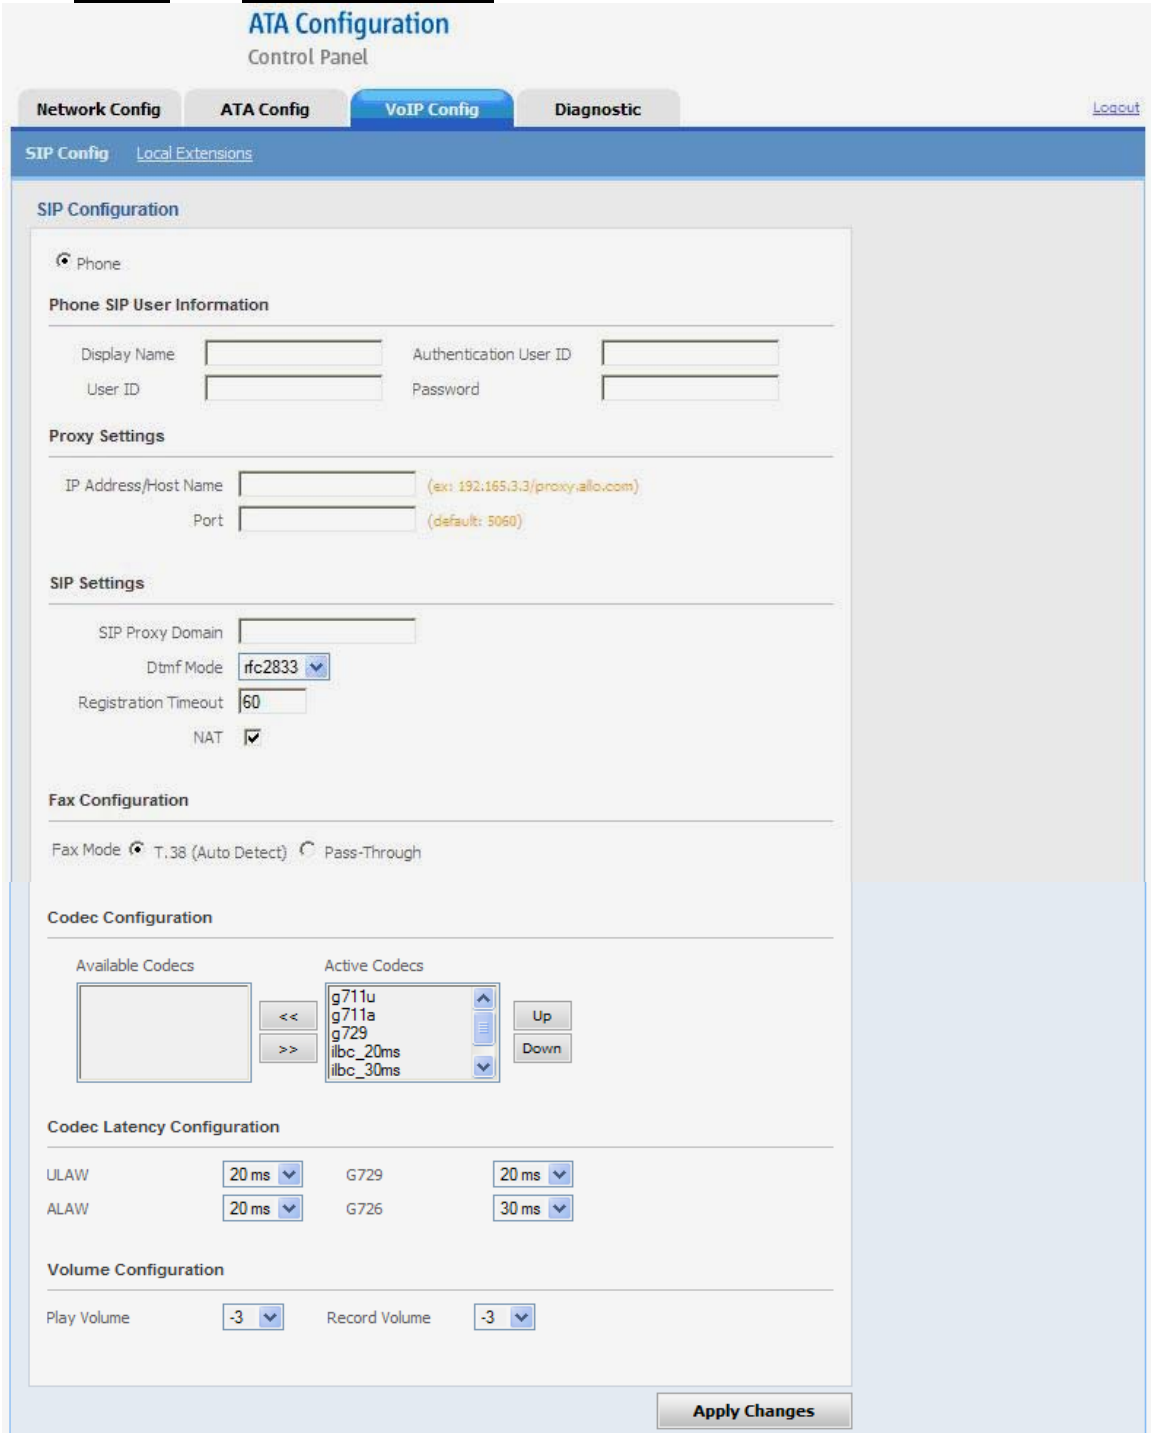 ATA Configuration
Control Panel
Network Config ATA Config VoIP Config Diagnostic Logout
SIP Config Local Extensions
SIP Configuration
Phone
Phone SIP User Information
Display Name Authentication User ID
User ID Password
Proxy Settings
IP Address/Host Name (ex: 192.165.3.3/proxy.allo.com)
Port (default: 5060)
SIP Settings
SIP Proxy Domain
Dtmf Mode rfc2833
Registration Timeout 60
NAT
Fax Configuration
Fax Mode T.38 (Auto Detect) Pass-Through
Codec Configuration
Available Codecs Active Codecs
g711u
<< g711a Up
g729
>> ilbc_20ms Down
ilbc_30ms
Codec Latency Configuration
ULAW 20 ms G729 20 ms
ALAW 20 ms G726 30 ms
Volume Configuration
Play Volume -3 Record Volume -3
Apply Changes